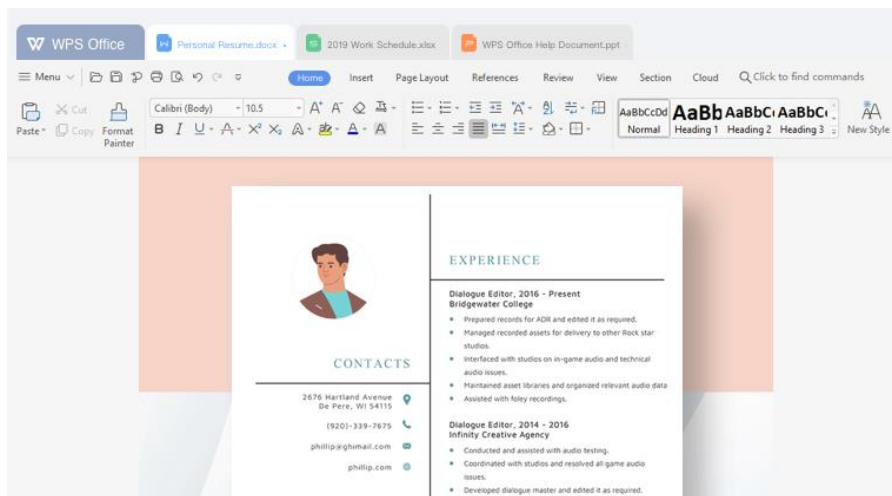 WPS Office
Personal Resume.docx
2019 Work Schedule.xlsx
WPS Office Help Document.ppt
Menu
Home Insert Page Layout References Review View Section Cloud Click to find commands
Paste
Cut
Copy
Format Painter
Calibri (Body) 10.5
B I U
AaBbCcDd Normal
AaBb Heading 1
AaBbC Heading 2
AaBbC Heading 3
New Style
CONTACTS
2676 Hartland Avenue
De Pere, WI 54115
(920)-339-7675
phillip@ghimail.com
phillip.com
EXPERIENCE
Dialogue Editor, 2016 - Present
Bridgewater College
Prepared records for ADR and edited it as required.
Managed recorded assets for delivery to other Rock star
studios.
Interfaced with studios on in-game audio and technical
audio issues.
Maintained asset libraries and organized relevant audio data
Assisted with foley recordings.
Dialogue Editor, 2014 - 2016
Infinity Creative Agency
Conducted and assisted with audio testing.
Coordinated with studios and resolved all game audio
issues.
Developed dialogue master and edited it as required.